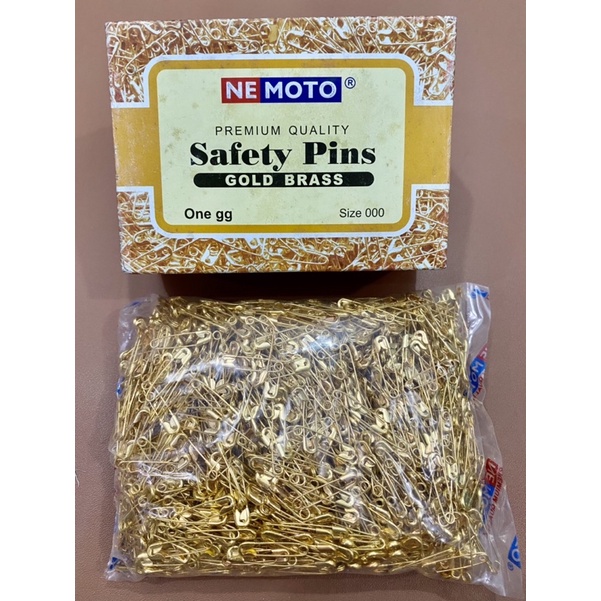 NEMOTO®
PREMIUM QUALITY
Safety Pins
GOLD BRASS
One gg Size 000